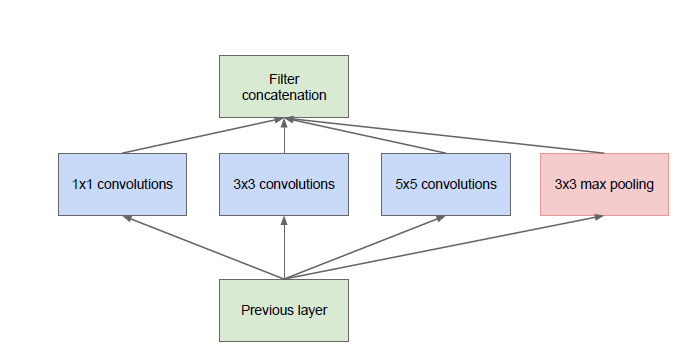 Filter
concatenation
1x1 convolutions
3x3 convolutions
5x5 convolutions
3x3 max pooling
Previous layer